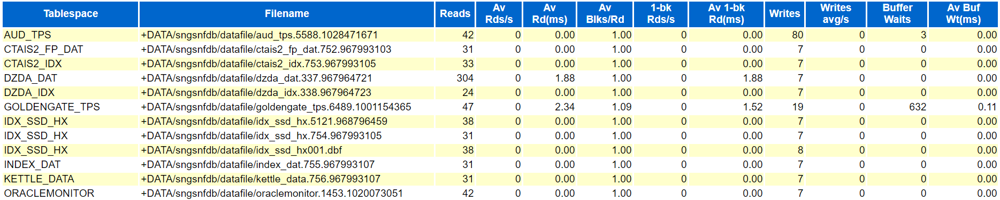 Tablespace Filename Reads Av Rds/s Av Rd(ms) Av Blks/Rd 1-bk Rds/s Av 1-bk Rd(ms) Writes Writes avg/s Buffer Waits Av Buf Wt(ms)
AUD_TPS +DATA/sngsnfdb/datafile/aud_tps.5588.1028471671 42 0 0.00 1.00 0 0.00 80 0 3 0.00
CTAIS2_FP_DAT +DATA/sngsnfdb/datafile/ctais2_fp_dat.752.967993103 31 0 0.00 1.00 0 0.00 7 0 0 0.00
CTAIS2_IDX +DATA/sngsnfdb/datafile/ctais2_idx.753.967993105 33 0 0.00 1.00 0 0.00 7 0 0 0.00
DZDA_DAT +DATA/sngsnfdb/datafile/dzda_dat.337.967964721 304 0 1.88 1.00 0 1.88 7 0 0 0.00
DZDA_IDX +DATA/sngsnfdb/datafile/dzda_idx.338.967964723 24 0 0.00 1.00 0 0.00 7 0 0 0.00
GOLDENGATE_TPS +DATA/sngsnfdb/datafile/goldengate_tps.6489.1001154365 47 0 2.34 1.09 0 1.52 19 0 632 0.11
IDX_SSD_HX +DATA/sngsnfdb/datafile/idx_ssd_hx.5121.968796459 38 0 0.00 1.00 0 0.00 7 0 0 0.00
IDX_SSD_HX +DATA/sngsnfdb/datafile/idx_ssd_hx.754.967993105 31 0 0.00 1.00 0 0.00 7 0 0 0.00
IDX_SSD_HX +DATA/sngsnfdb/datafile/idx_ssd_hx001.dbf 38 0 0.00 1.00 0 0.00 8 0 0 0.00
INDEX_DAT +DATA/sngsnfdb/datafile/index_dat.755.967993107 31 0 0.00 1.00 0 0.00 7 0 0 0.00
KETTLE_DATA +DATA/sngsnfdb/datafile/kettle_data.756.967993107 31 0 0.00 1.00 0 0.00 7 0 0 0.00
ORACLEMONITOR +DATA/sngsnfdb/datafile/oraclemonitor.1453.1020073051 42 0 0.00 1.00 0 0.00 7 0 0 0.00